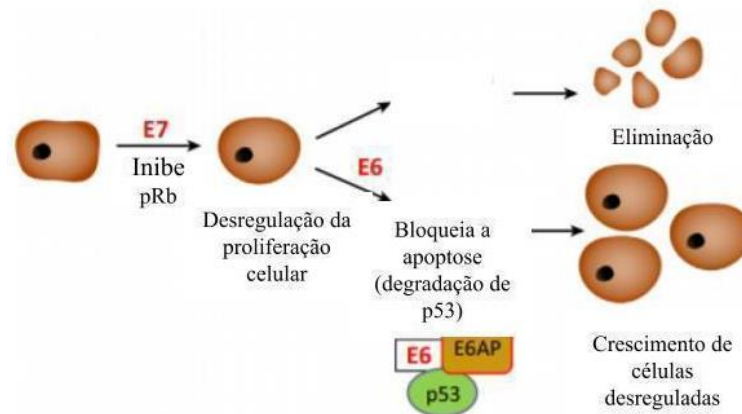 E7
Inibe
pRb
Desregulação da
proliferação
celular
E6
Eliminação
Bloqueia a
apoptose
(degradação de
p53)
E6
E6AP
p53
Crescimento de
células
desreguladas